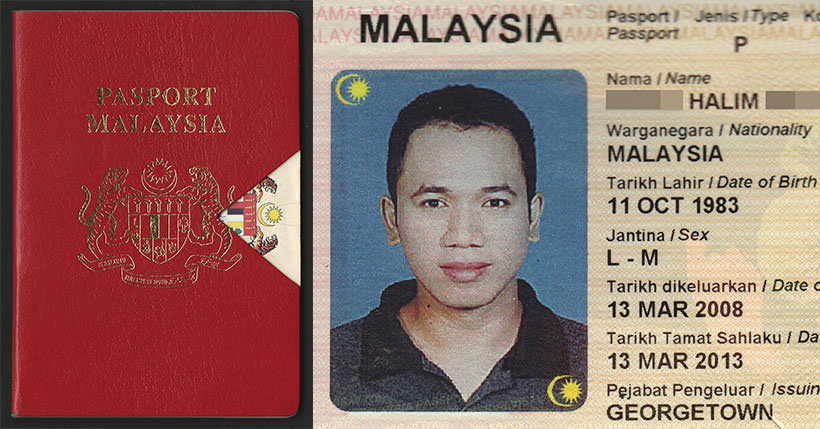 PASPORT
MALAYSIA
MALAYSIA
Pasport / Jenis / Type Ko
Passport P
Nama / Name
HALIM
Warganegara / Nationality
MALAYSIA
Tarikh Lahir / Date of Birth
11 OCT 1983
Jantina / Sex
L - M
Tarikh dikeluarkan / Date o
13 MAR 2008
Tarikh Tamat Sahlaku / Da
13 MAR 2013
Pejabat Pengeluar / Issuin
GEORGETOWN